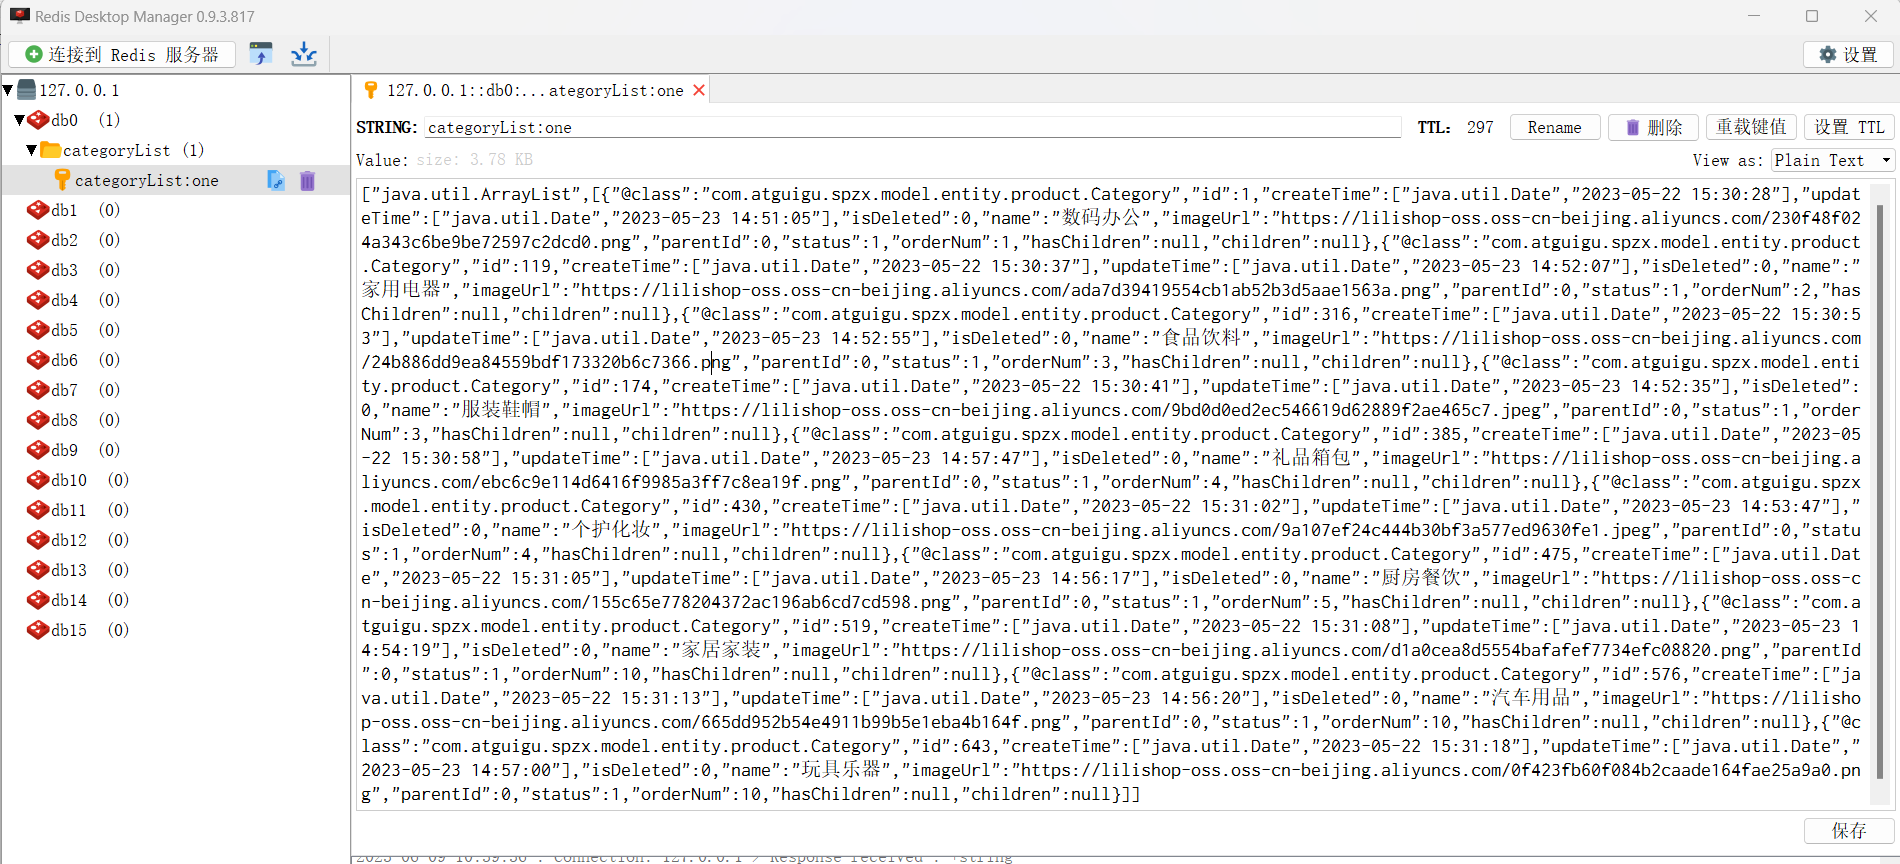 Redis Desktop Manager 0.9.3.817
连接到 Redis 服务器
设置
127.0.0.1
db0 (1)
categoryList (1)
categoryList:one
db1 (0)
db2 (0)
db3 (0)
db4 (0)
db5 (0)
db6 (0)
db7 (0)
db8 (0)
db9 (0)
db10 (0)
db11 (0)
db12 (0)
db13 (0)
db14 (0)
db15 (0)
127.0.0.1::db0:...ategoryList:one
STRING: categoryList:one TTL: 297 Rename 删除 重载键值 设置 TTL
Value: size: 3.78 KB View as: Plain Text
["java.util.ArrayList",[{"@class":"com.atguigu.spzx.model.entity.product.Category","id":1,"createTime":["java.util.Date","2023-05-22 15:30:28"],"updat
eTime":["java.util.Date","2023-05-23 14:51:05"],"isDeleted":0,"name":"数码办公","imageUrl":"https://lilishop-oss.oss-cn-beijing.aliyuncs.com/230f48f02
4a343c6be9be72597c2dcd0.png","parentId":0,"status":1,"orderNum":1,"hasChildren":null,"children":null},{"@class":"com.atguigu.spzx.model.entity.product
.Category","id":119,"createTime":["java.util.Date","2023-05-22 15:30:37"],"updateTime":["java.util.Date","2023-05-23 14:52:07"],"isDeleted":0,"name":"
家用电器","imageUrl":"https://lilishop-oss.oss-cn-beijing.aliyuncs.com/ada7d39419554cb1ab52b3d5aae1563a.png","parentId":0,"status":1,"orderNum":2,"has
Children":null,"children":null},{"@class":"com.atguigu.spzx.model.entity.product.Category","id":316,"createTime":["java.util.Date","2023-05-22 15:30:5
3"],"updateTime":["java.util.Date","2023-05-23 14:52:55"],"isDeleted":0,"name":"食品饮料","imageUrl":"https://lilishop-oss.oss-cn-beijing.aliyuncs.com
/24b886dd9ea84559bdf173320b6c7366.png","parentId":0,"status":1,"orderNum":3,"hasChildren":null,"children":null},{"@class":"com.atguigu.spzx.model.enti
ty.product.Category","id":174,"createTime":["java.util.Date","2023-05-22 15:30:41"],"updateTime":["java.util.Date","2023-05-23 14:52:35"],"isDeleted":
0,"name":"服装鞋帽","imageUrl":"https://lilishop-oss.oss-cn-beijing.aliyuncs.com/9bd0d0ed2ec546619d62889f2ae465c7.jpeg","parentId":0,"status":1,"order
Num":3,"hasChildren":null,"children":null},{"@class":"com.atguigu.spzx.model.entity.product.Category","id":385,"createTime":["java.util.Date","2023-05
-22 15:30:58"],"updateTime":["java.util.Date","2023-05-23 14:57:47"],"isDeleted":0,"name":"礼品箱包","imageUrl":"https://lilishop-oss.oss-cn-beijing.a
liyuncs.com/ebc6c9e114d6416f9985a3ff7c8ea19f.png","parentId":0,"status":1,"orderNum":4,"hasChildren":null,"children":null},{"@class":"com.atguigu.spzx
.model.entity.product.Category","id":430,"createTime":["java.util.Date","2023-05-22 15:31:02"],"updateTime":["java.util.Date","2023-05-23 14:53:47"],"
isDeleted":0,"name":"个护化妆","imageUrl":"https://lilishop-oss.oss-cn-beijing.aliyuncs.com/9a107ef24c444b30bf3a577ed9630fe1.jpeg","parentId":0,"statu
s":1,"orderNum":4,"hasChildren":null,"children":null},{"@class":"com.atguigu.spzx.model.entity.product.Category","id":475,"createTime":["java.util.Dat
e","2023-05-22 15:31:05"],"updateTime":["java.util.Date","2023-05-23 14:56:17"],"isDeleted":0,"name":"厨房餐饮","imageUrl":"https://lilishop-oss.oss-c
n-beijing.aliyuncs.com/155c65e778204372ac196ab6cd7cd598.png","parentId":0,"status":1,"orderNum":5,"hasChildren":null,"children":null},{"@class":"com.a
tguigu.spzx.model.entity.product.Category","id":519,"createTime":["java.util.Date","2023-05-22 15:31:08"],"updateTime":["java.util.Date","2023-05-23 1
4:54:19"],"isDeleted":0,"name":"家居家装","imageUrl":"https://lilishop-oss.oss-cn-beijing.aliyuncs.com/d1a0cea8d5554bafafef7734efc08820.png","parentId
":0,"status":1,"orderNum":10,"hasChildren":null,"children":null},{"@class":"com.atguigu.spzx.model.entity.product.Category","id":576,"createTime":["ja
va.util.Date","2023-05-22 15:31:13"],"updateTime":["java.util.Date","2023-05-23 14:56:20"],"isDeleted":0,"name":"汽车用品","imageUrl":"https://lilisho
p-oss.oss-cn-beijing.aliyuncs.com/665dd952b54e4911b99b5e1eba4b164f.png","parentId":0,"status":1,"orderNum":10,"hasChildren":null,"children":null},{"@c
lass":"com.atguigu.spzx.model.entity.product.Category","id":643,"createTime":["java.util.Date","2023-05-22 15:31:18"],"updateTime":["java.util.Date","
2023-05-23 14:57:00"],"isDeleted":0,"name":"玩具乐器","imageUrl":"https://lilishop-oss.oss-cn-beijing.aliyuncs.com/0f423fb60f084b2caade164fae25a9a0.pn
g","parentId":0,"status":1,"orderNum":10,"hasChildren":null,"children":null}]]
保存
Connection: 127.0.0.1 > Response received : +string